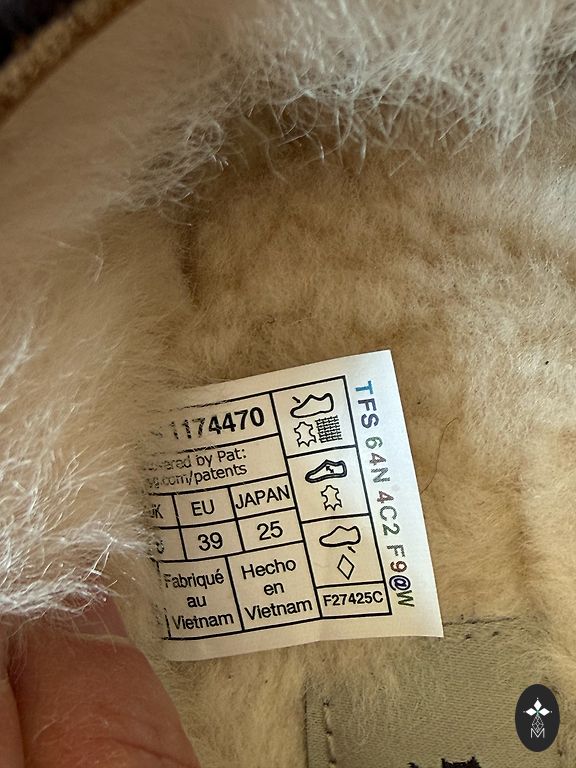 1174470
TFS 64N 4C2 F9@W
by Pat:
.com/patents
EU JAPAN
39 25
Fabriqué
au
Vietnam
Hecho
en
Vietnam
F27425C
M